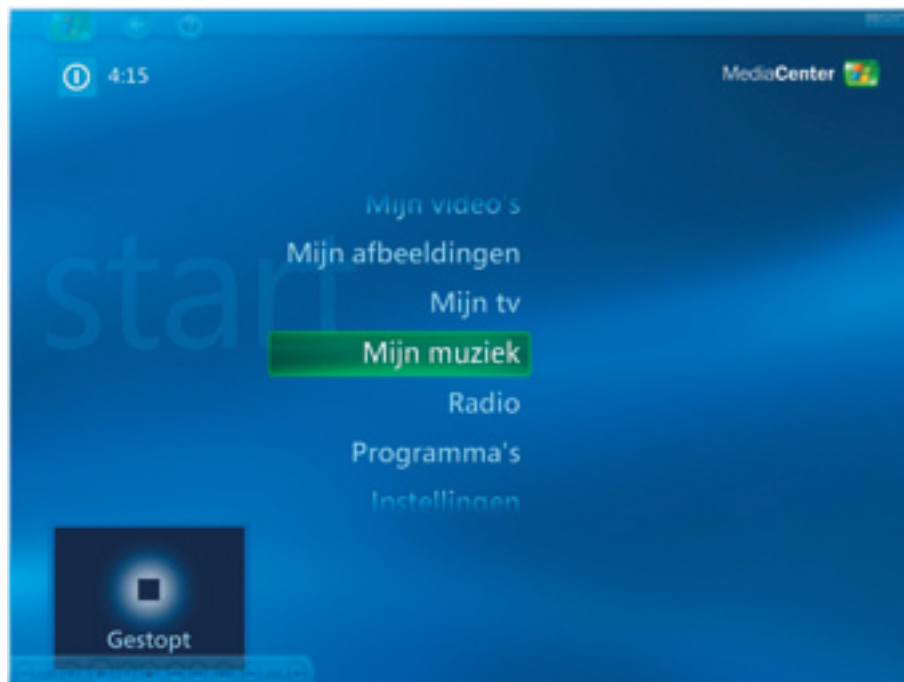 4:15
MediaCenter
start
Mijn video's
Mijn afbeeldingen
Mijn tv
Mijn muziek
Radio
Programma's
Instellingen
Gestopt